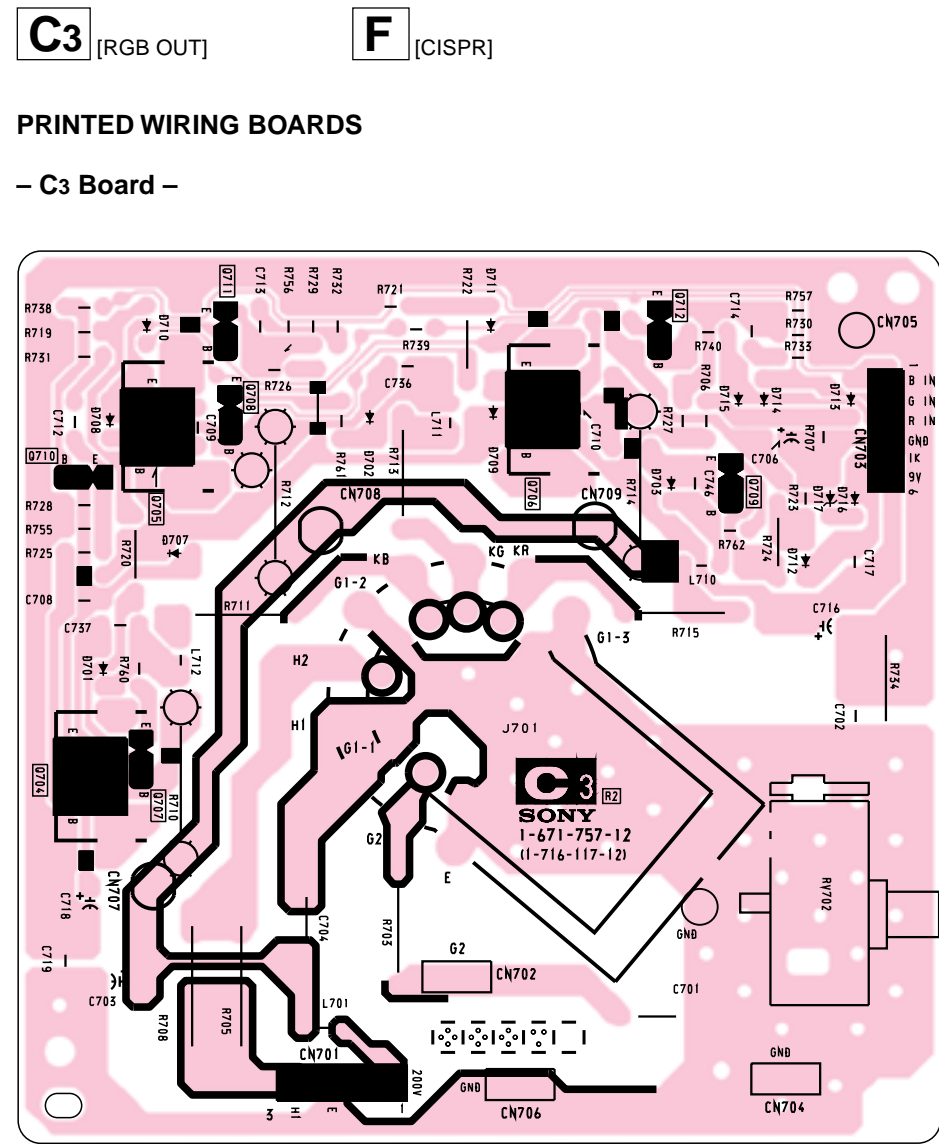 C3 [RGB OUT]
F [CISPR]
PRINTED WIRING BOARDS
– C3 Board –
Q711
C713
R756
R729
R732
R721
R722
D711
Q712
C714
R757
R738
R719
R731
D710
E
B
R730
R733
CN705
R739
R740
R726
C736
R706
D715
D714
D713
1
B IN
G IN
R IN
GND
1K
9V
6
CN703
C712
D708
E
B
C709
E
Q708
B
L711
D709
E
B
C710
E
B
R727
C706
R707
Q710
B E
R761
D702
R713
Q705
R712
CN708
Q706
CN709
R714
D703
C746
E
Q709
B
R723
D717
D716
R728
R755
R725
R720
D707
R762
R724
D712
C717
KB
KG KR
L710
G1-2
C708
R711
C716
+
C737
G1-3
R715
D701
R760
L712
H2
R734
H1
J701
C702
G1-1
Q704
E
B
E
B
Q707
R710
C3
R2
SONY
1-671-757-12
(1-716-117-12)
G2
E
RV702
CN707
C718
+
GND
C704
R703
G2
CN702
C719
C703
R708
R705
L701
C701
CN701
200V
GND
CN706
GND
CN704
3
H1
E
1